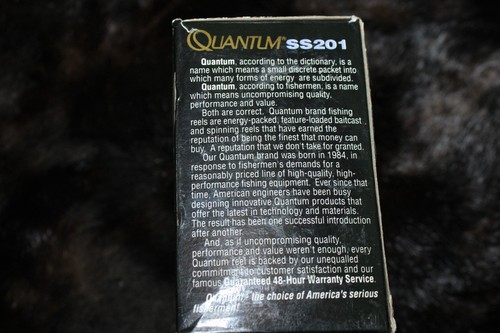 QUANTUM® SS201
Quantum, according to the dictionary, is a
name which means a small discrete packet into
which many forms of energy are subdivided.
Quantum, according to fishermen, is a name
which means uncompromising quality,
performance and value.
Both are correct. Quantum brand fishing
reels are energy-packed, feature-loaded baitcast
and spinning reels that have earned the
reputation of being the finest that money can
buy. A reputation that we don't take for granted.
Our Quantum brand was born in 1984, in
response to fishermen's demands for a
reasonably priced line of high-quality, high-
performance fishing equipment. Ever since that
time, American engineers have been busy
designing innovative Quantum products that
offer the latest in technology and materials.
The result has been one successful introduction
after another.
And, as if uncompromising quality,
performance and value weren't enough, every
Quantum reel is backed by our unequalled
commitment to customer satisfaction and our
famous Guaranteed 48-Hour Warranty Service.
Quantum - the choice of America's serious
fishermen!